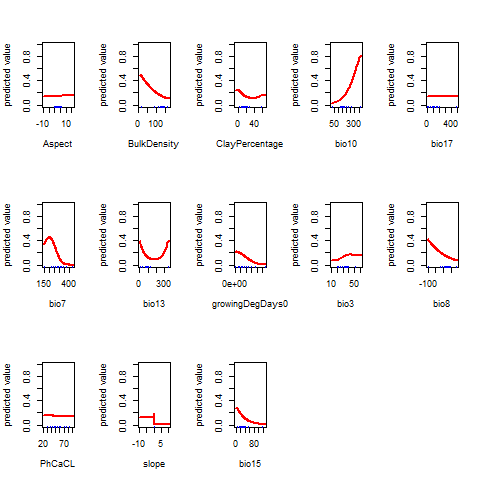 predicted value 0.0 0.4 0.8 -10 10 Aspect
predicted value 0.0 0.4 0.8 0 100 BulkDensity
predicted value 0.0 0.4 0.8 0 40 ClayPercentage
predicted value 0.0 0.4 0.8 50 300 bio10
predicted value 0.0 0.4 0.8 0 400 bio17
predicted value 0.0 0.4 0.8 150 400 bio7
predicted value 0.0 0.4 0.8 0 300 bio13
predicted value 0.0 0.4 0.8 0e+00 growingDegDays0
predicted value 0.0 0.4 0.8 10 50 bio3
predicted value 0.0 0.4 0.8 -100 bio8
predicted value 0.0 0.4 0.8 20 70 PhCaCL
predicted value 0.0 0.4 0.8 -10 5 slope
predicted value 0.0 0.4 0.8 0 80 bio15